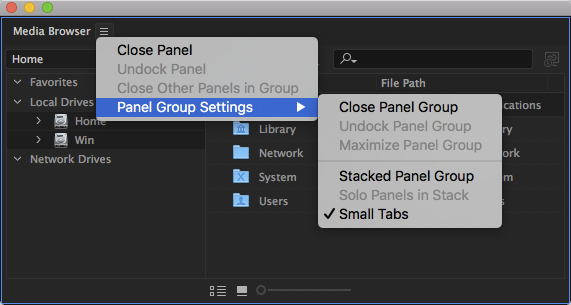 Media Browser
Close Panel
Home
Undock Panel
Close Other Panels in Group
File Path
Favorites
Panel Group Settings
Local Drives
Close Panel Group
cations
Home
Library
Undock Panel Group
ry
Win
Network
Maximize Panel Group
rk
Network Drives
System
Stacked Panel Group
m
Users
Solo Panels in Stack
s
Small Tabs